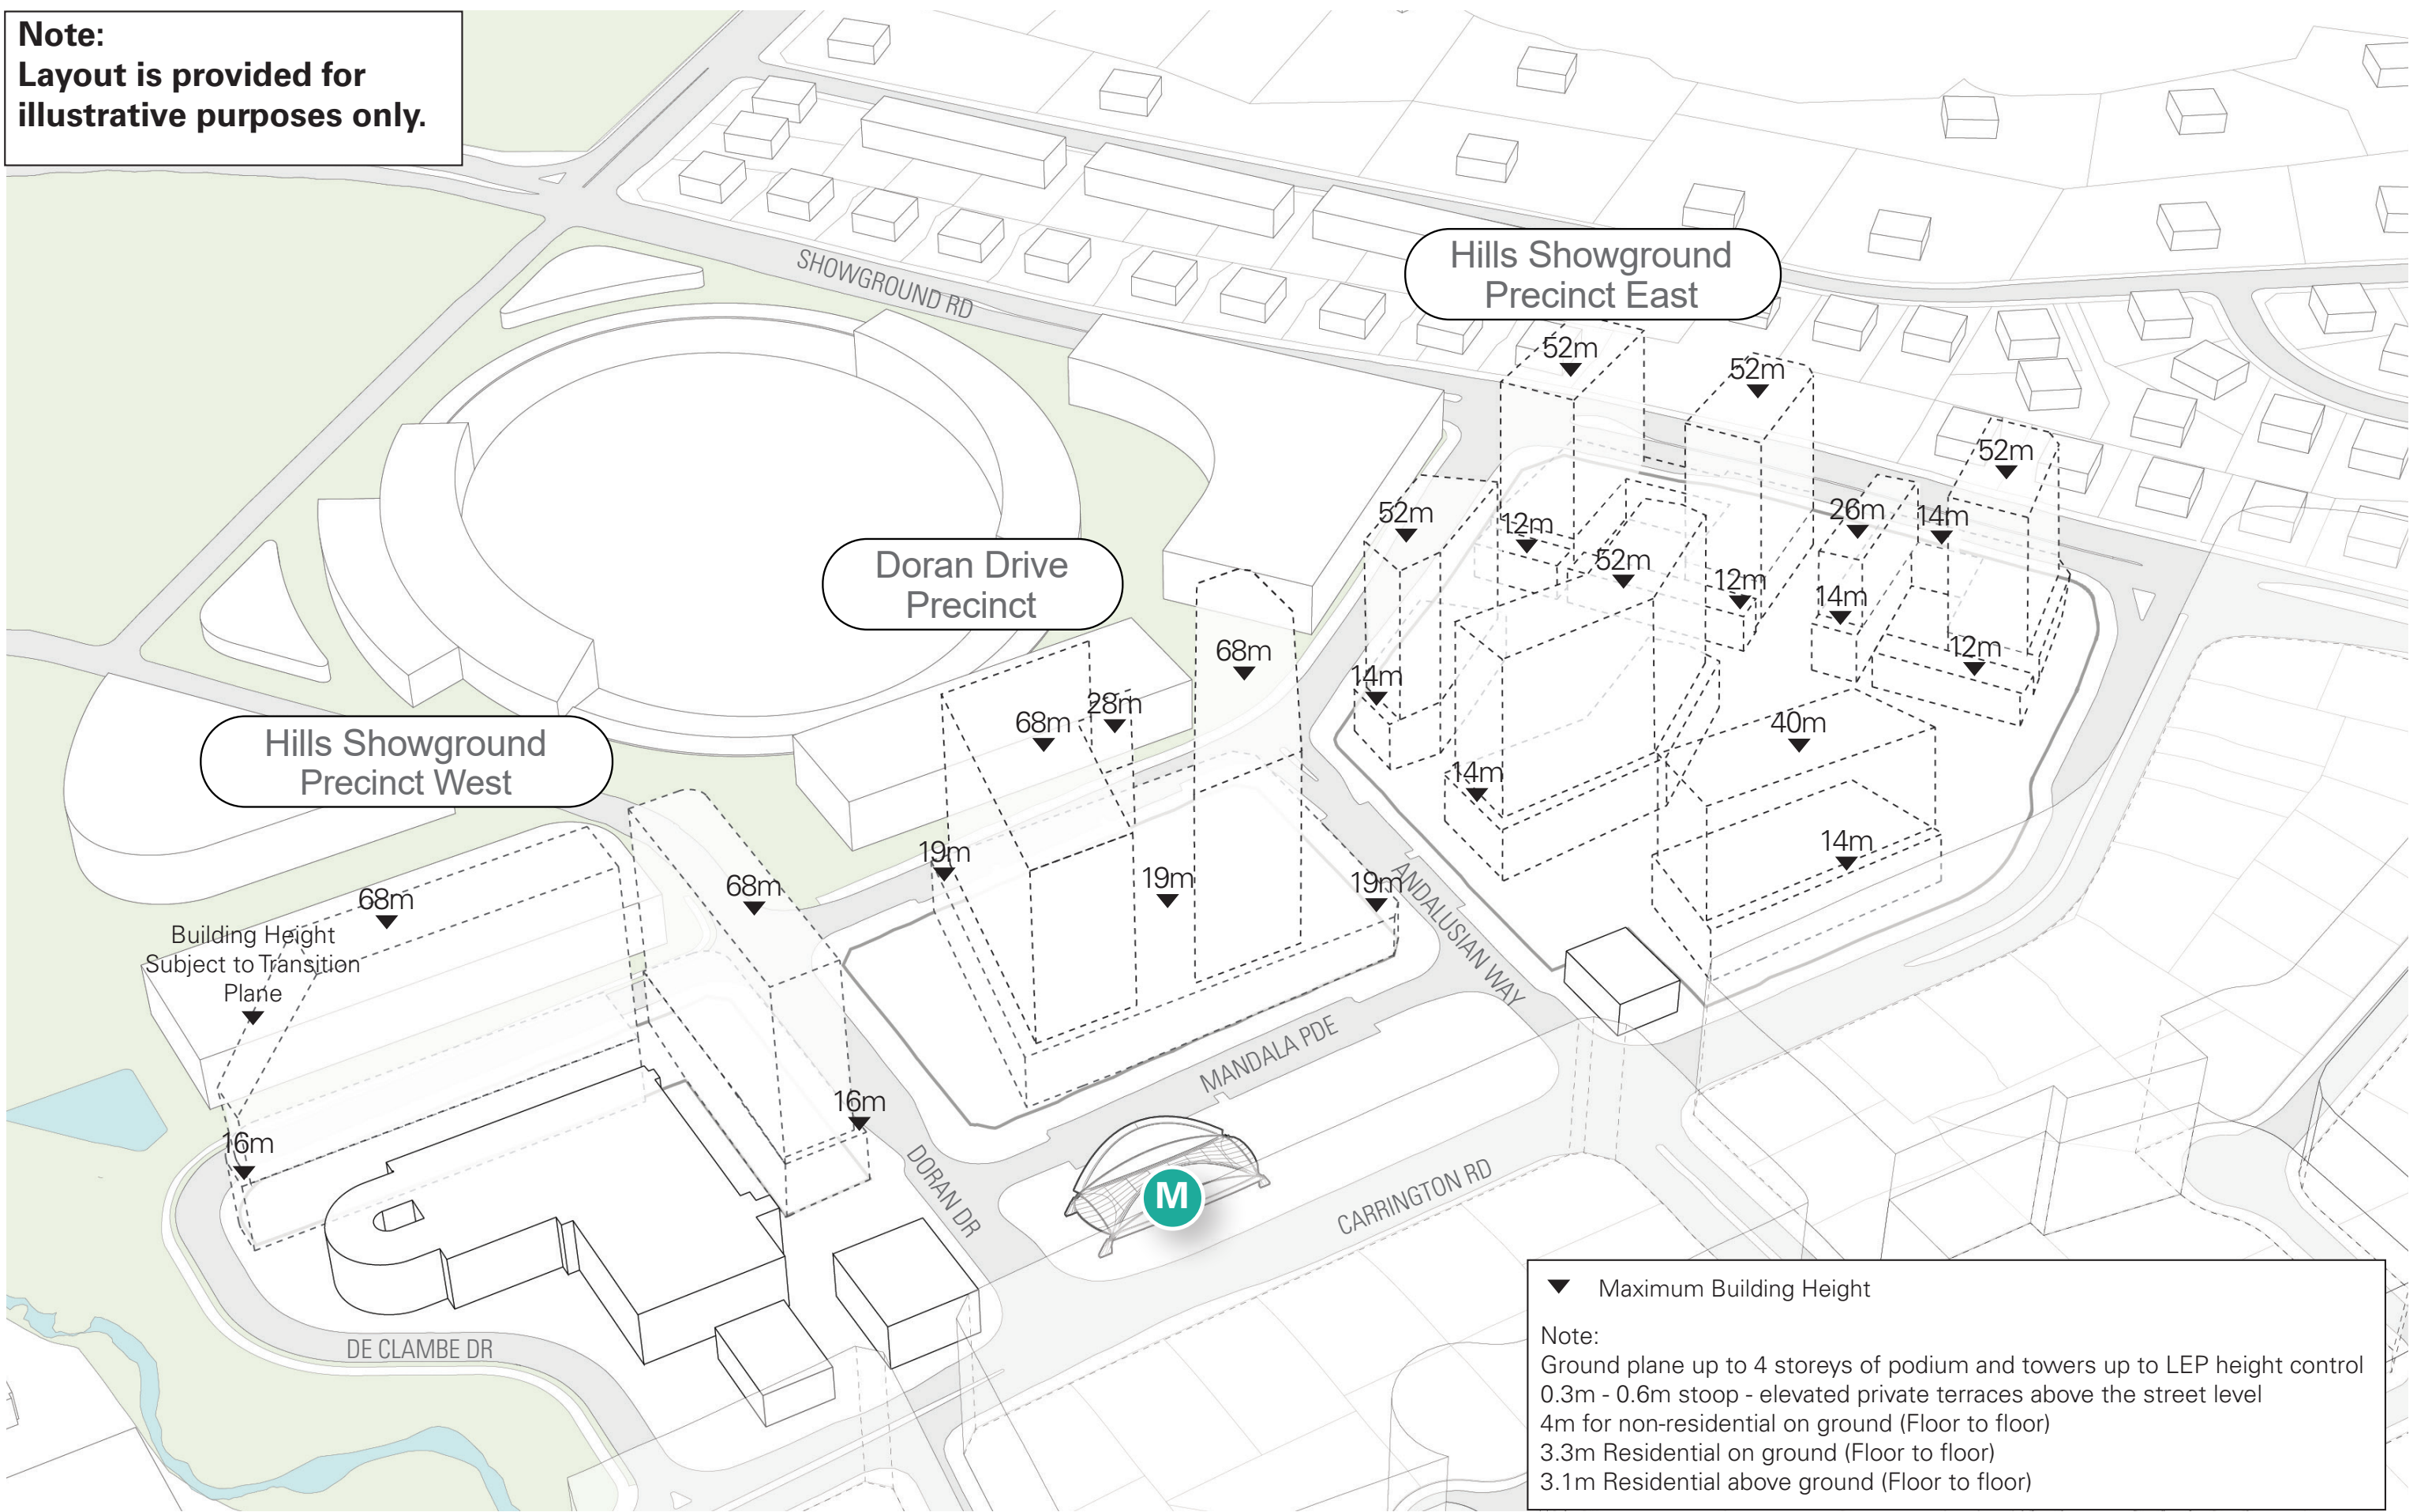 Note:
Layout is provided for
illustrative purposes only.
SHOWGROUND RD
Hills Showground
Precinct East
52m
52m
52m
52m
12m
52m
26m
14m
12m
14m
12m
Doran Drive
Precinct
68m
14m
68m
28m
40m
14m
14m
Hills Showground
Precinct West
19m
19m
19m
68m
68m
Building Height
Subject to Transition
Plane
16m
16m
ANDALUSIAN WAY
MANDALA PDE
DORAN DR
M
CARRINGTON RD
DE CLAMBE DR
Maximum Building Height
Note:
Ground plane up to 4 storeys of podium and towers up to LEP height control
0.3m - 0.6m stoop - elevated private terraces above the street level
4m for non-residential on ground (Floor to floor)
3.3m Residential on ground (Floor to floor)
3.1m Residential above ground (Floor to floor)